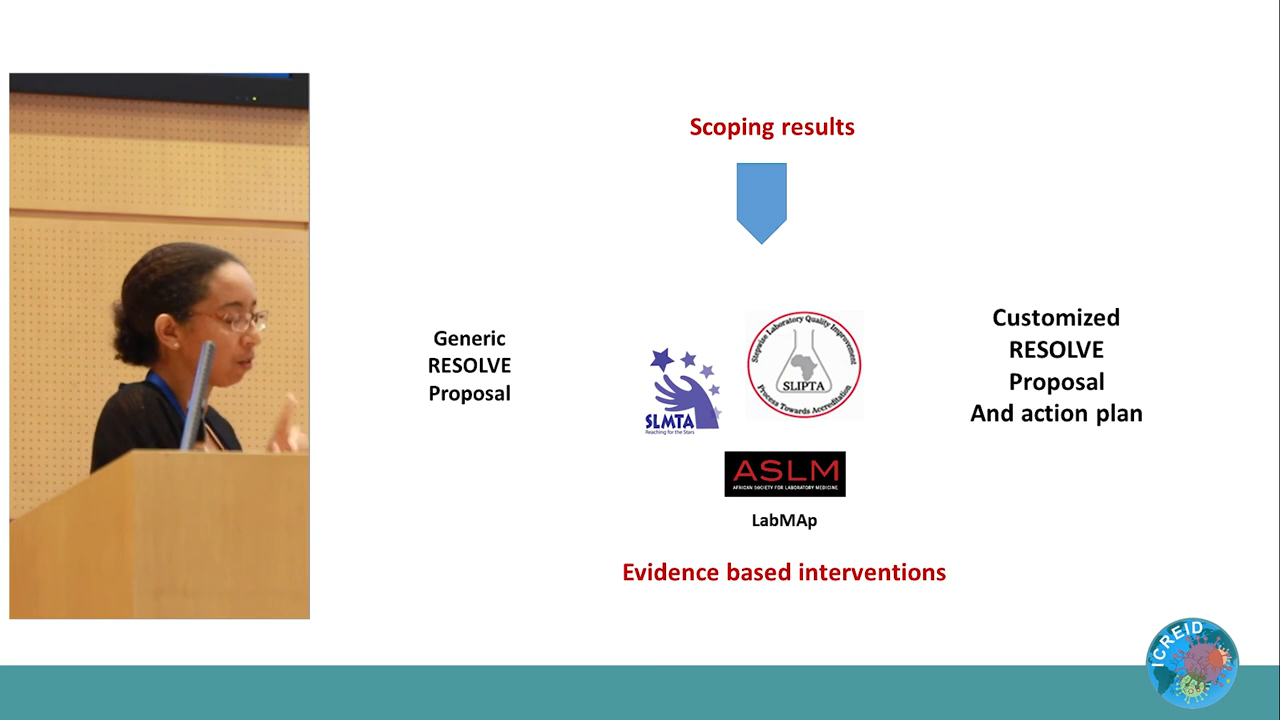 Scoping results
Generic
RESOLVE
Proposal
SLMTA
Reaching for the Stars
Stepwise Laboratory Quality Improvement
SLIPTA
Process Towards Accreditation
ASLM
AFRICAN SOCIETY FOR LABORATORY MEDICINE
LabMAp
Customized
RESOLVE
Proposal
And action plan
Evidence based interventions
ICREID